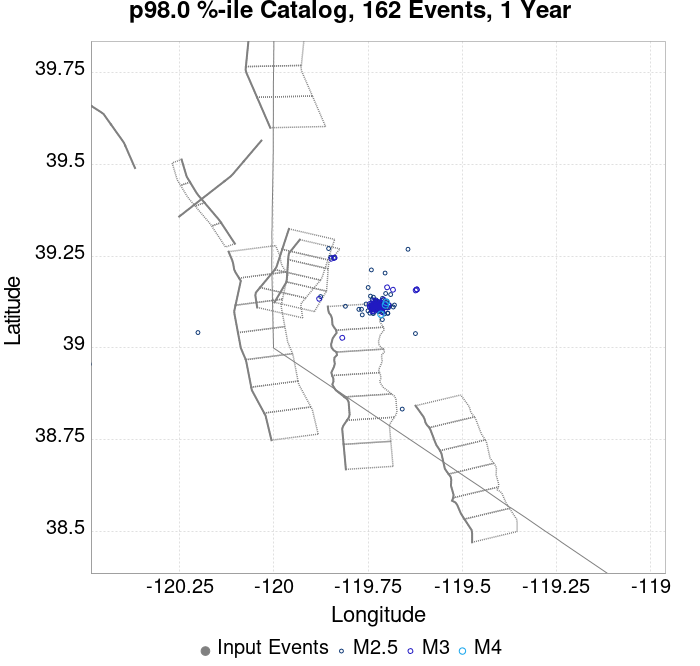 p98.0 %-ile Catalog, 162 Events, 1 Year
39.75
39.5
39.25
39
38.75
38.5
Latitude
-120.25
-120
-119.75
-119.5
-119.25
-119
Longitude
Input Events
M2.5
M3
M4